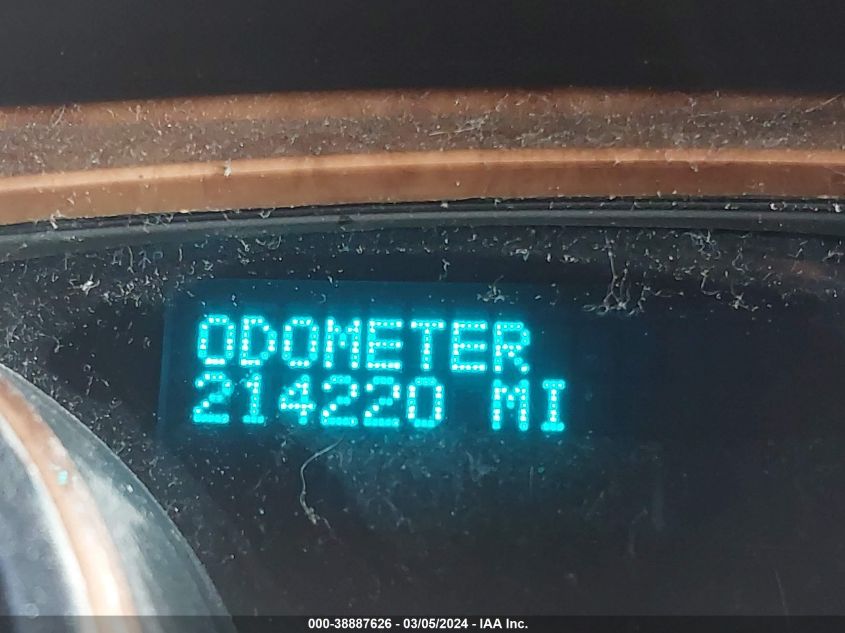 ODOMETER
214220 MI
000-38887626 - 03/05/2024 - IAA Inc.